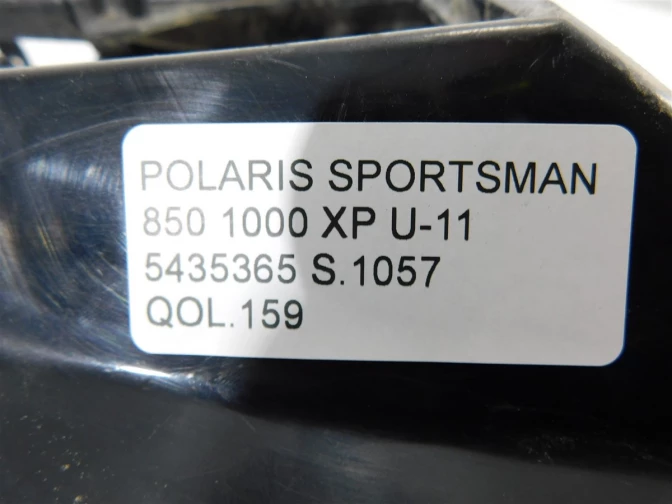 POLARIS SPORTSMAN
850 1000 XP U-11
5435365 S.1057
QOL.159